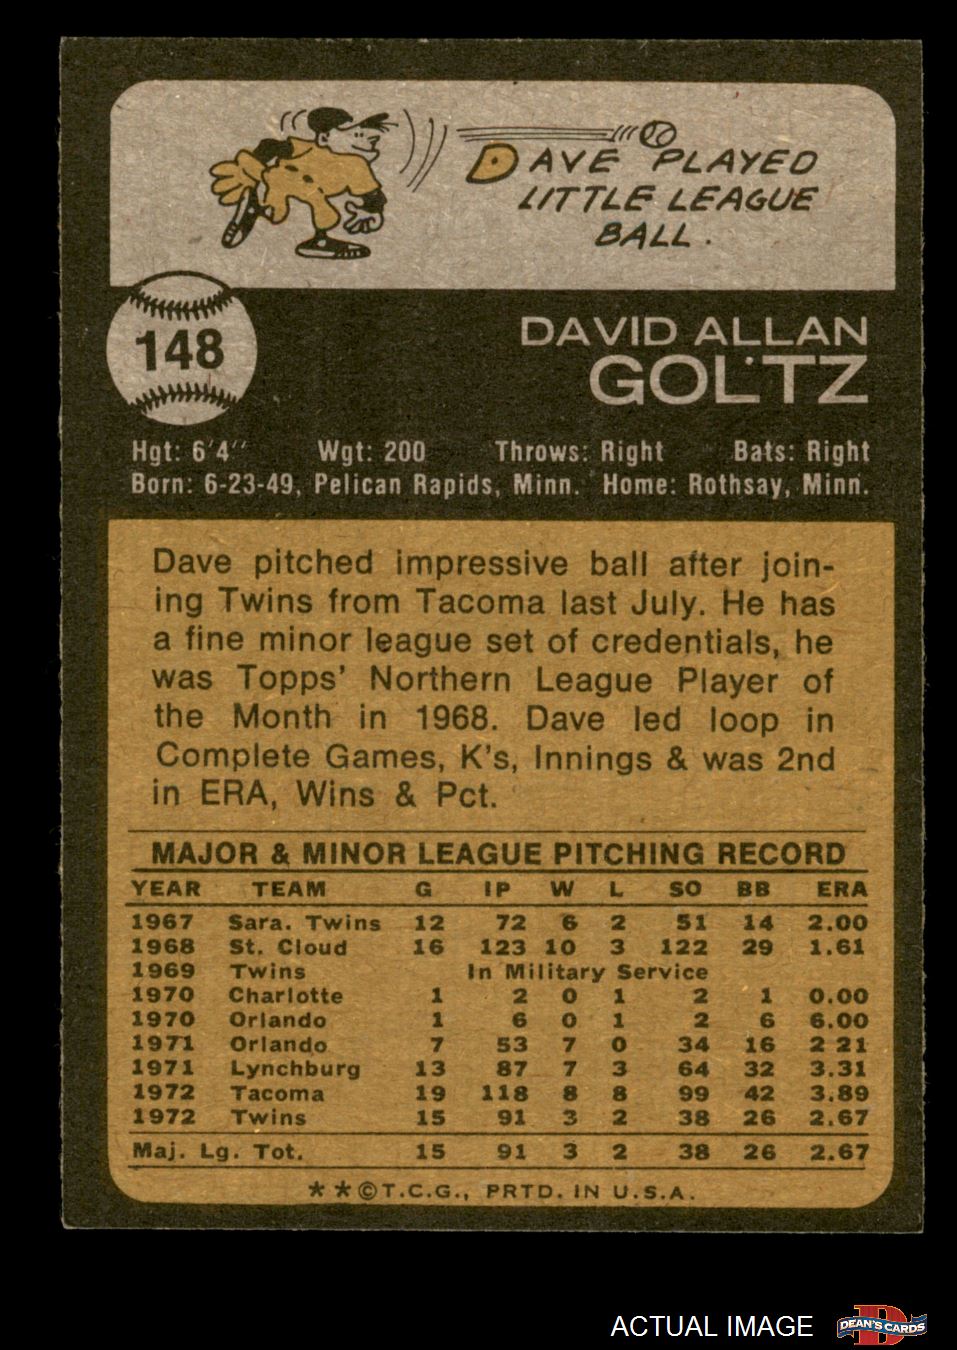 DAVE PLAYED
LITTLE LEAGUE
BALL.
148
DAVID ALLAN
GOLTZ
Hgt: 6'4'' Wgt: 200 Throws: Right Bats: Right
Born: 6-23-49, Pelican Rapids, Minn. Home: Rothsay, Minn.
Dave pitched impressive ball after join-
ing Twins from Tacoma last July. He has
a fine minor league set of credentials, he
was Topps' Northern League Player of
the Month in 1968. Dave led loop in
Complete Games, K's, Innings & was 2nd
in ERA, Wins & Pct.
MAJOR & MINOR LEAGUE PITCHING RECORD
YEAR TEAM G IP W L SO BB ERA
1967 Sara. Twins 12 72 6 2 51 14 2.00
1968 St. Cloud 16 123 10 3 122 29 1.61
1969 Twins In Military Service
1970 Charlotte 1 2 0 1 2 1 0.00
1970 Orlando 1 6 0 1 2 6 6.00
1971 Orlando 7 53 7 0 34 16 2 21
1971 Lynchburg 13 87 7 3 64 32 3.31
1972 Tacoma 19 118 8 8 99 42 3.89
1972 Twins 15 91 3 2 38 26 2.67
Maj. Lg. Tot. 15 91 3 2 38 26 2.67
**©T.C.G., PRTD. IN U.S.A.
ACTUAL IMAGE
DEAN'S CARDS